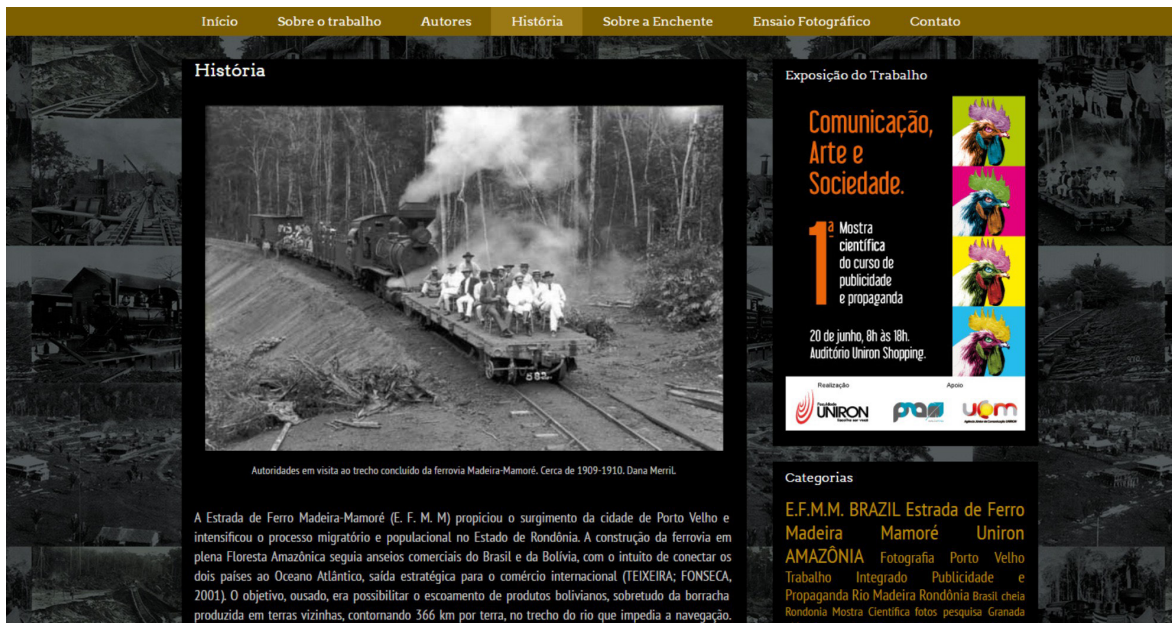 Início Sobre o trabalho Autores História Sobre a Enchente Ensaio Fotográfico Contato
História
582
Autoridades em visita ao trecho concluído da ferrovia Madeira-Mamoré. Cerca de 1909-1910. Dana Merril.
A Estrada de Ferro Madeira-Mamoré (E. F. M. M) propiciou o surgimento da cidade de Porto Velho e
intensificou o processo migratório e populacional no Estado de Rondônia. A construção da ferrovia em
plena Floresta Amazônica seguia anseios comerciais do Brasil e da Bolívia, com o intuito de conectar os
dois países ao Oceano Atlântico, saída estratégica para o comércio internacional (TEIXEIRA; FONSECA,
2001). O objetivo, ousado, era possibilitar o escoamento de produtos bolivianos, sobretudo da borracha
produzida em terras vizinhas, contornando 366 km por terra, no trecho do rio que impedia a navegação.
Exposição do Trabalho
Comunicação,
Arte e
Sociedade.
1ª Mostra
científica
do curso de
publicidade
e propaganda
20 de junho, 8h às 18h.
Auditório Uniron Shopping.
Realização Apoio
UNIRON
ucm
Categorias
E.F.M.M. BRAZIL Estrada de Ferro
Madeira Mamoré Uniron
AMAZÔNIA Fotografia Porto Velho
Trabalho Integrado Publicidade e
Propaganda Rio Madeira Rondônia Brasil cheia
Rondonia Mostra Científica fotos pesquisa Granada